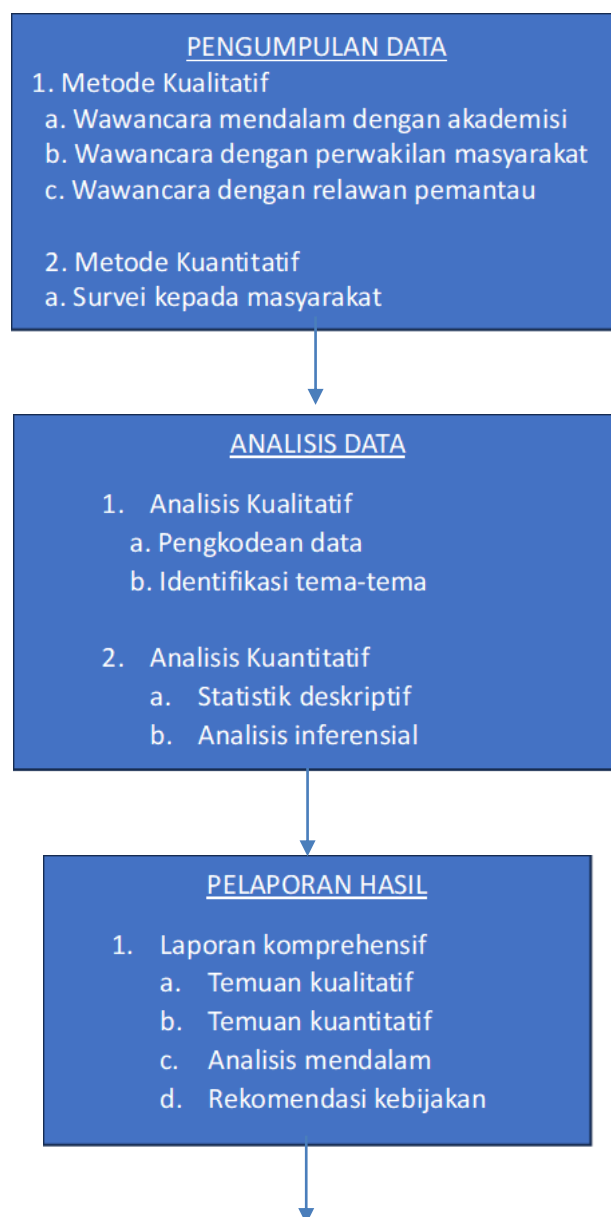 PENGUMPULAN DATA
1. Metode Kualitatif
a. Wawancara mendalam dengan akademisi
b. Wawancara dengan perwakilan masyarakat
c. Wawancara dengan relawan pemantau
2. Metode Kuantitatif
a. Survei kepada masyarakat
ANALISIS DATA
1. Analisis Kualitatif
a. Pengkodean data
b. Identifikasi tema-tema
2. Analisis Kuantitatif
a. Statistik deskriptif
b. Analisis inferensial
PELAPORAN HASIL
1. Laporan komprehensif
a. Temuan kualitatif
b. Temuan kuantitatif
c. Analisis mendalam
d. Rekomendasi kebijakan